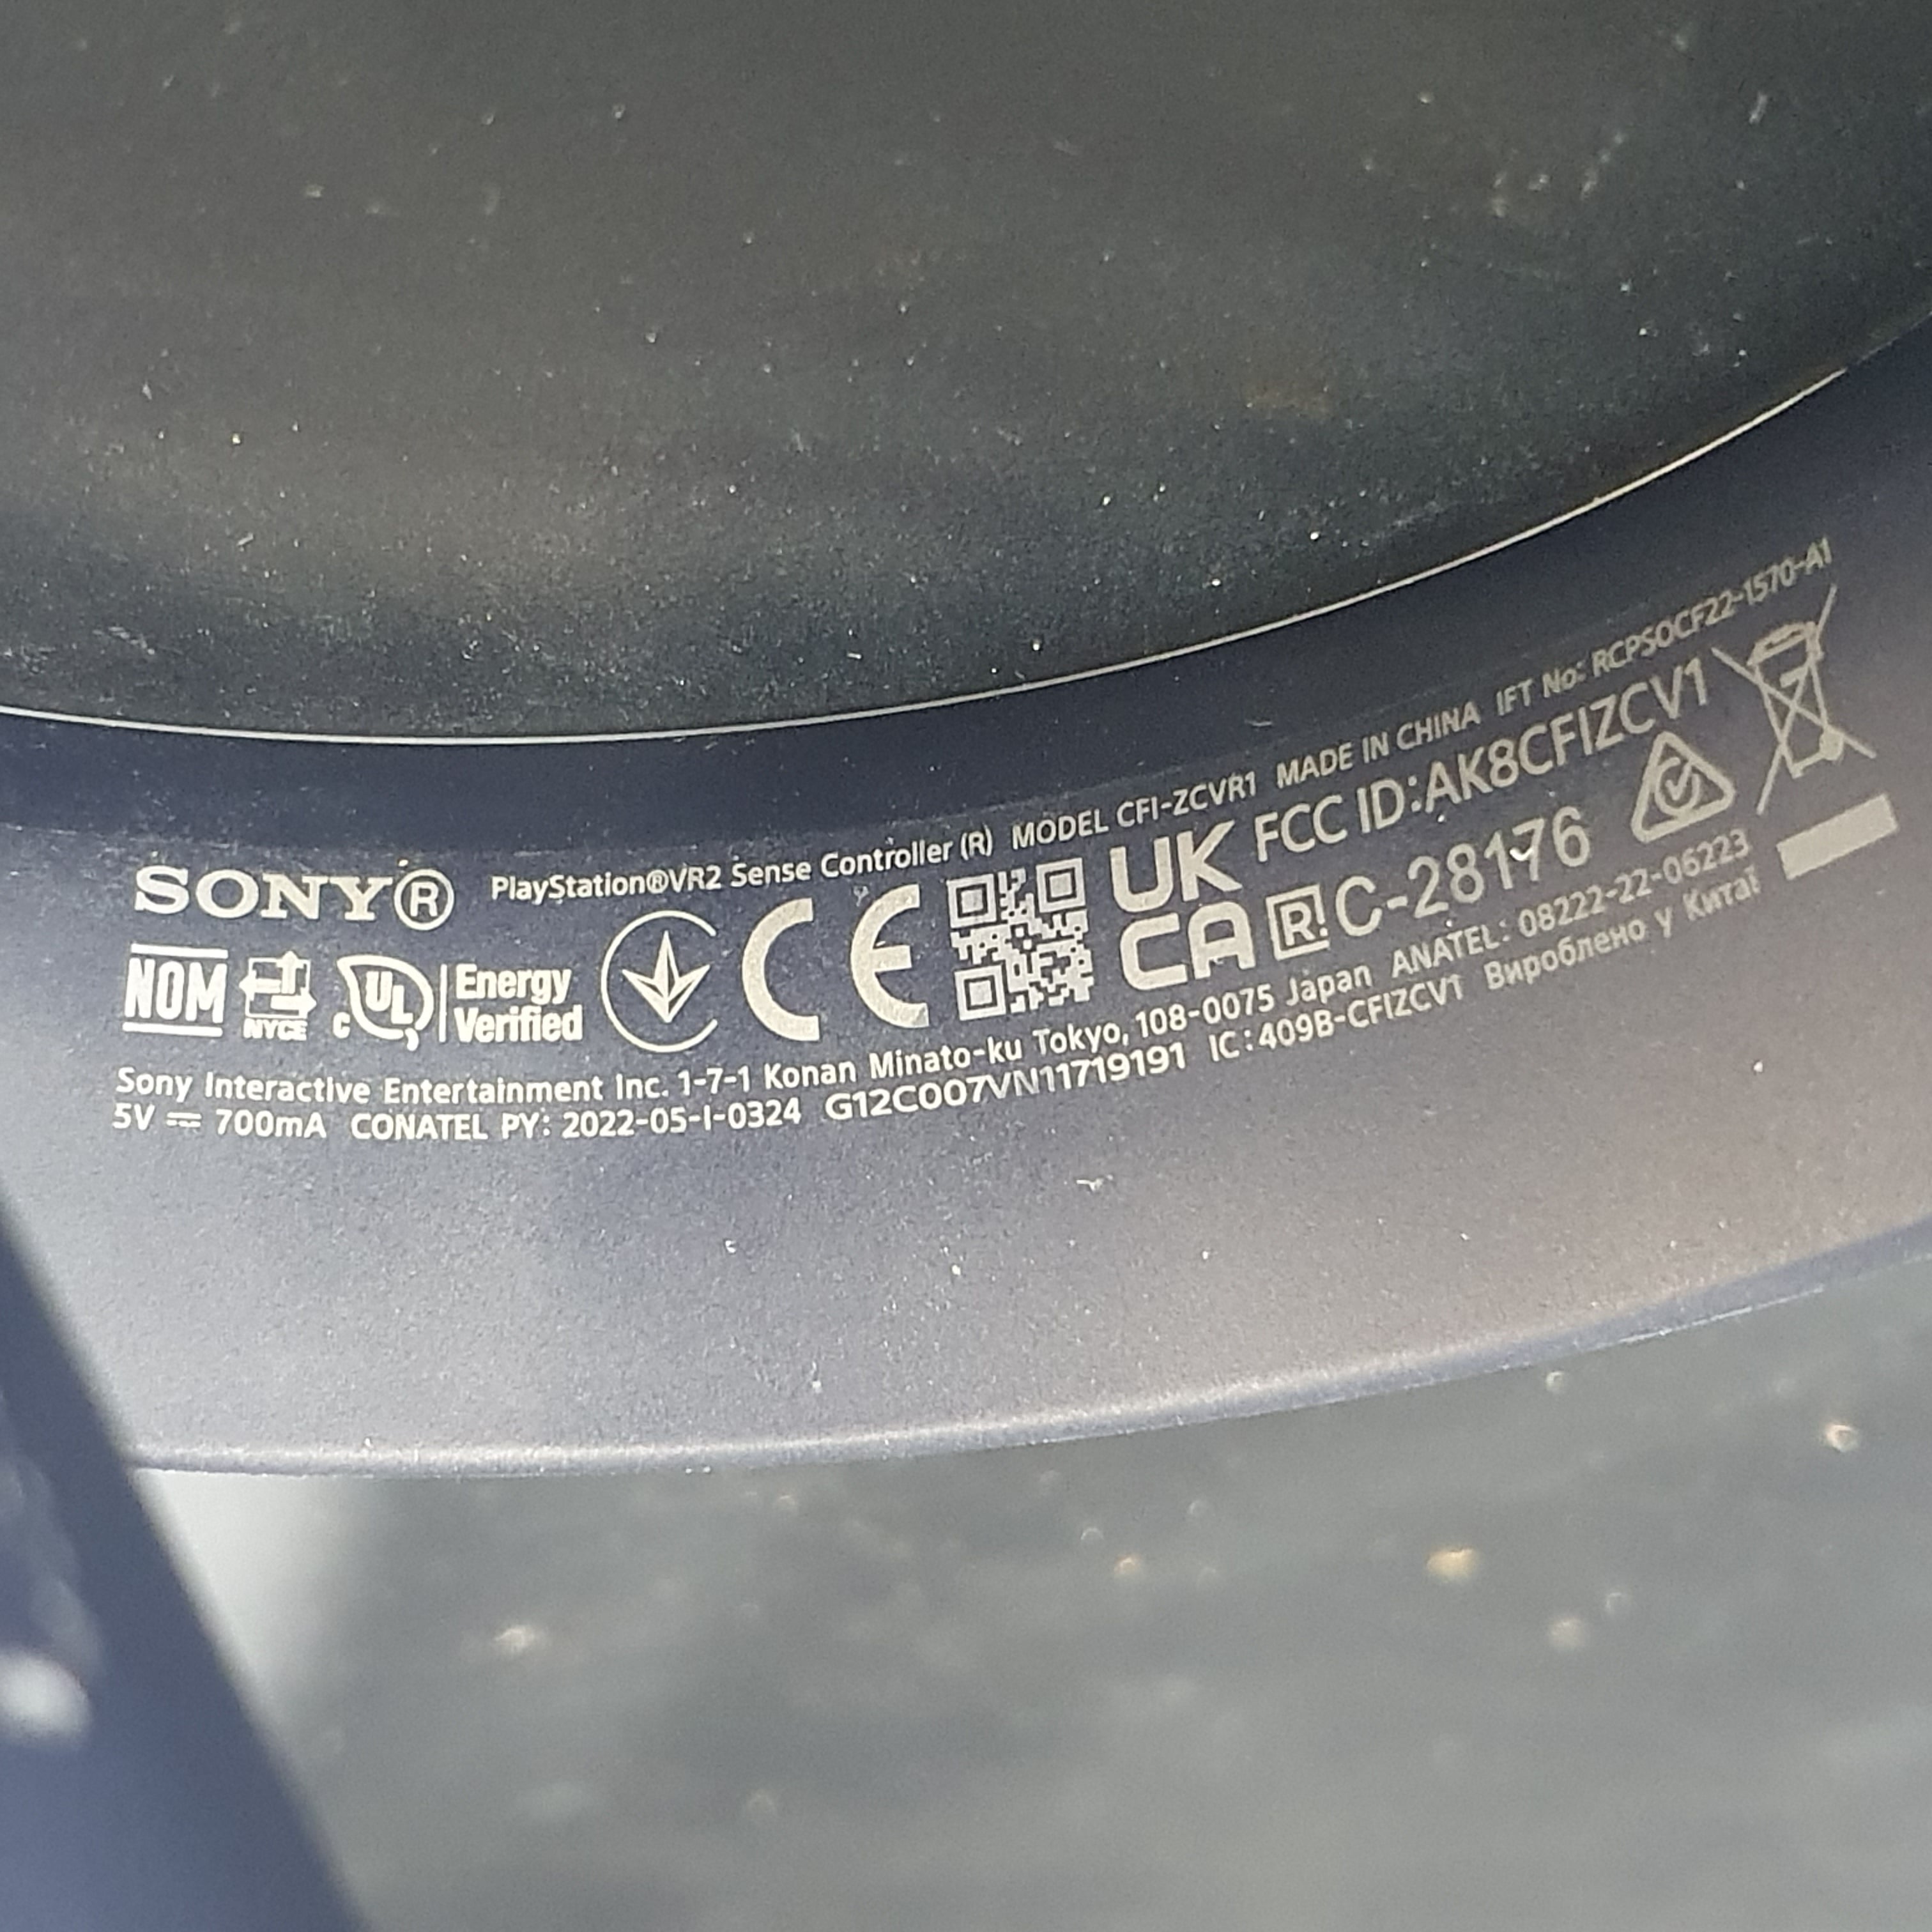 SONY® PlayStation®VR2 Sense Controller (R) MODEL CFI-ZCVR1 MADE IN CHINA IFT No: RCPSOCF22-1570-A1
NOM NYCE c UL Energy Verified CE UK CA FCC ID:AK8CFIZCV1
R! C-28176
Sony Interactive Entertainment Inc. 1-7-1 Konan Minato-ku Tokyo, 108-0075 Japan ANATEL: 08222-22-06223
5V ⎓ 700mA CONATEL PY: 2022-05-I-0324 G12C007VN11719191 IC:409B-CFIZCV1 Вироблено у Китаї